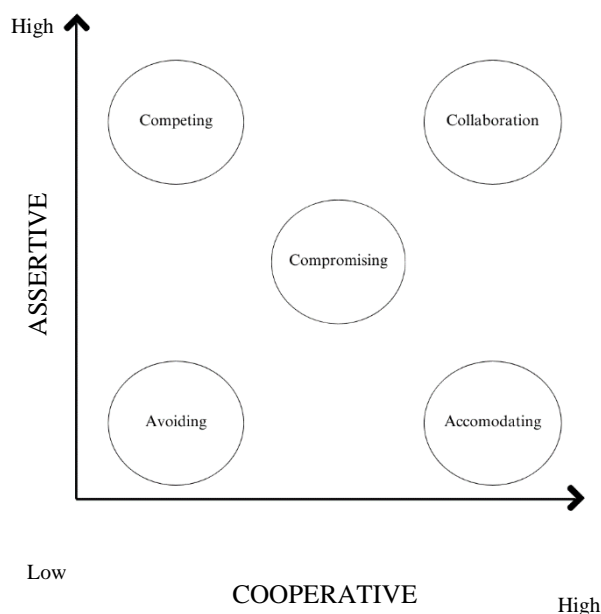 High
Competing
Collaboration
Compromising
ASSERTIVE
Avoiding
Accomodating
Low
COOPERATIVE
High